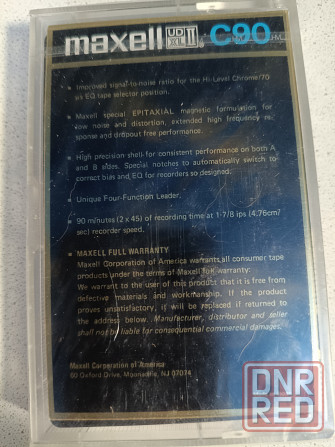 maxell UD XL II C90
• Improved signal-to-noise ratio for the Hi-Level Chrome/70
µs EQ tape selector position.
• Maxell special EPITAXIAL magnetic formulation for
low noise and distortion, extended high frequency re-
sponse and dropout free performance.
• High precision shell for consistent performance on both A
and B sides. Special notches to automatically switch to
correct bias and EQ for recorders so designed.
• Unique Four-Function Leader.
• 90 minutes (2 x 45) of recording time at 1-7/8 ips (4.76cm/
sec) recorder speed.
• MAXELL FULL WARRANTY
Maxell Corporation of America warrants all consumer tape
products under the terms of Maxell full warranty:
We warrant to the user of this product that it is free from
defective materials and workmanship. If the product
proves unsatisfactory, it will be replaced if returned to
the address below. Manufacturer, distributor and seller
shall not be liable for consequential commercial damages.
Maxell Corporation of America
60 Oxford Drive, Moonachie, NJ 07074
DNR
RED